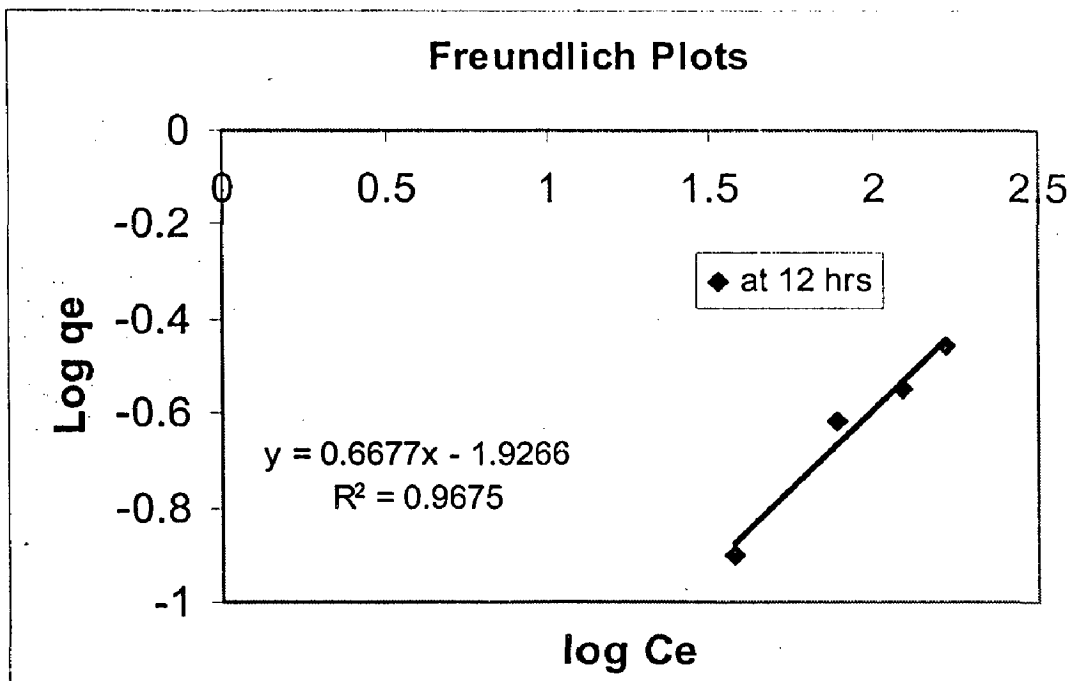 Freundlich Plots
0
0 0.5 1 1.5 2 2.5
-0.2
at 12 hrs
-0.4
Log qe
-0.6
y = 0.6677x - 1.9266
R² = 0.9675
-0.8
-1
log Ce